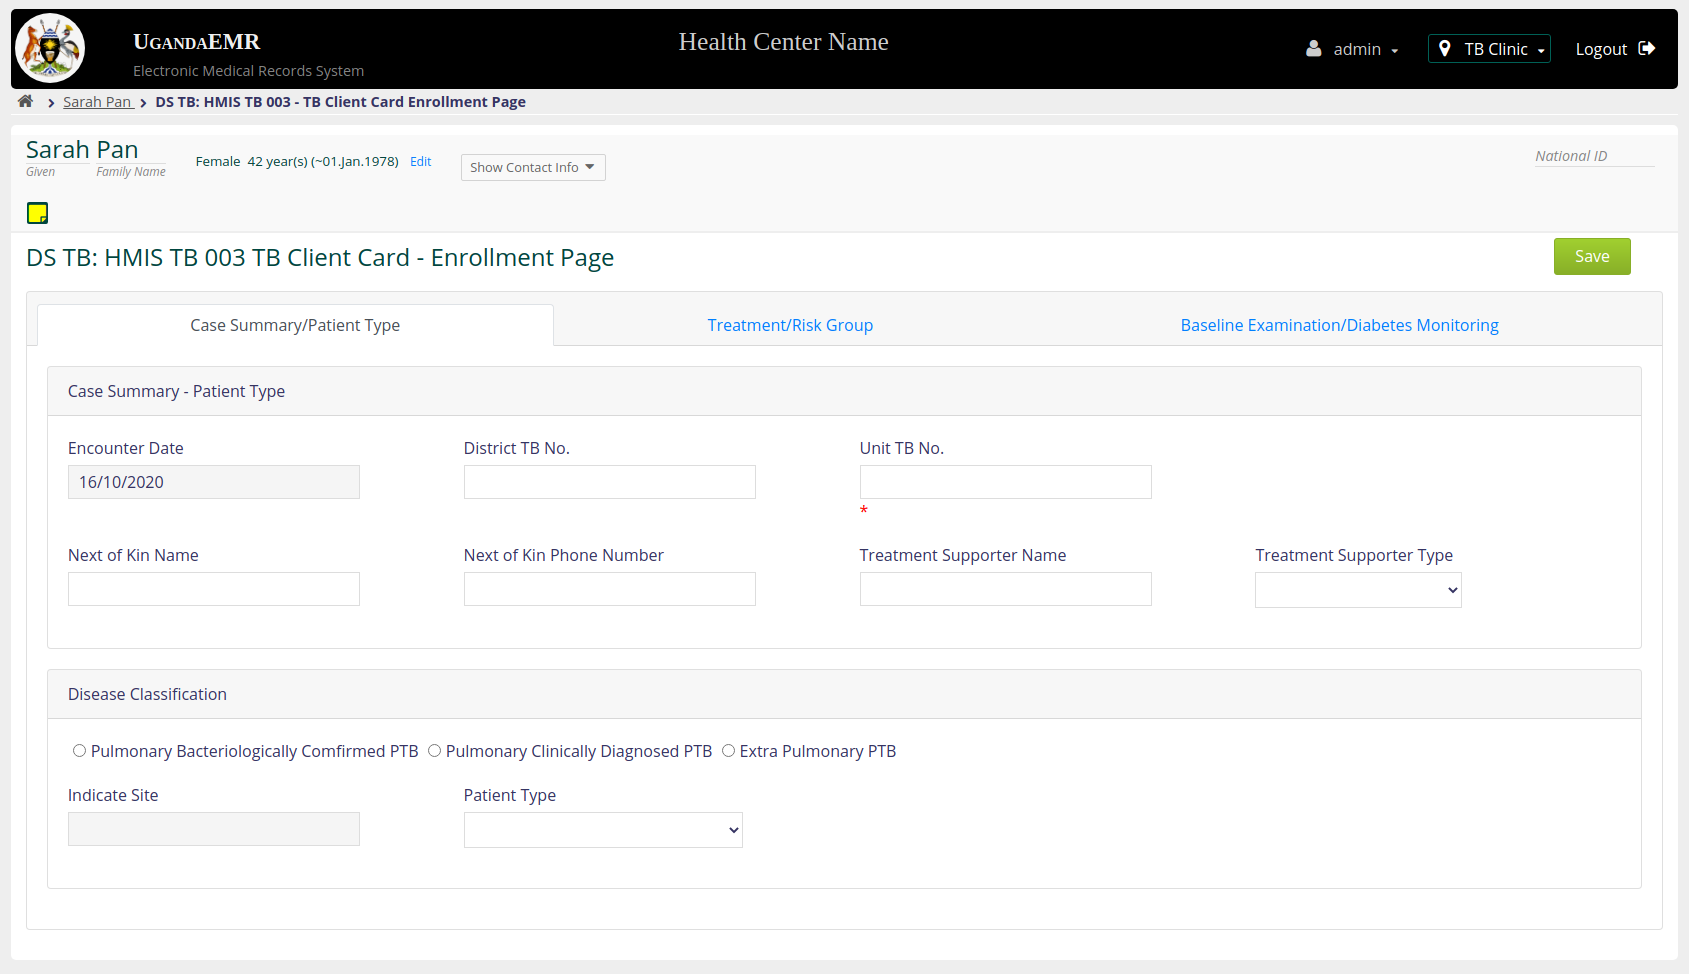 UgandaEMR
Electronic Medical Records System
Health Center Name
admin
TB Clinic
Logout
Sarah Pan
DS TB: HMIS TB 003 - TB Client Card Enrollment Page
Sarah Pan
Given Family Name
Female 42 year(s) (~01.Jan.1978) Edit
Show Contact Info
National ID
DS TB: HMIS TB 003 TB Client Card - Enrollment Page
Save
Case Summary/Patient Type
Treatment/Risk Group
Baseline Examination/Diabetes Monitoring
Case Summary - Patient Type
Encounter Date District TB No. Unit TB No.
16/10/2020
*
Next of Kin Name Next of Kin Phone Number Treatment Supporter Name Treatment Supporter Type
Disease Classification
Pulmonary Bacteriologically Comfirmed PTB Pulmonary Clinically Diagnosed PTB Extra Pulmonary PTB
Indicate Site Patient Type